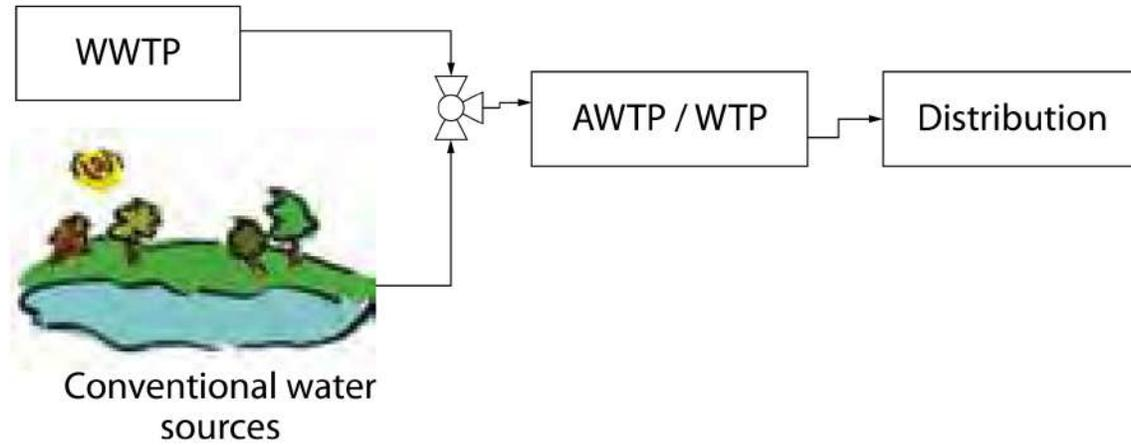 WWTP
AWTP / WTP
Distribution
Conventional water
sources